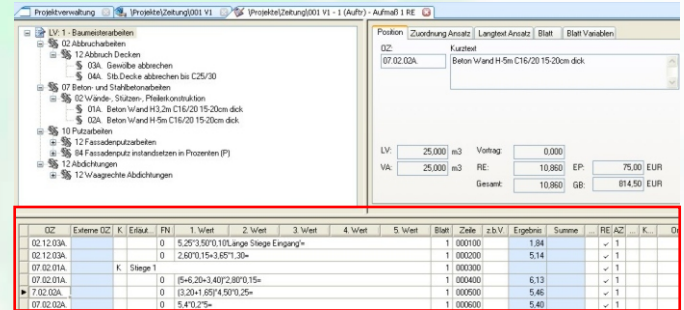 Projektverwaltung \Projekte\Zeitung\001 V1 \Projekte\Zeitung\001 V1 - 1 (Auftr) - Aufmaß 1 RE
LV: 1 - Baumeisterarbeiten
02 Abbrucharbeiten
12 Abbruch Decken
03A. Gewölbe abbrechen
04A. Stb.Decke abbrechen bis C25/30
07 Beton- und Stahlbetonarbeiten
02 Wände-, Stützen-, Pfeilerkonstruktion
01A. Beton Wand H3,2m C16/20 15-20cm dick
02A. Beton Wand H-5m C16/20 15-20cm dick
10 Putzarbeiten
12 Fassadenputzarbeiten
84 Fassadenputz instandsetzen in Prozenten (P)
12 Abdichtungen
12 Waagrechte Abdichtungen
Position Zuordnung Ansatz Langtext Ansatz Blatt Blatt Variablen
OZ: Kurztext
07.02.02A. Beton Wand H-5m C16/20 15-20cm dick
LV: 25,000 m3 Vortrag: 0,000
VA: 25,000 m3 RE: 10,860 EP: 75,00 EUR
Gesamt: 10,860 GB: 814,50 EUR
OZ Externe OZ K Erläut... FN 1. Wert 2. Wert 3. Wert 4. Wert 5. Wert Blatt Zeile z.b.V. Ergebnis Summe ... RE AZ ... K...
02.12.03A. 0 5,25*3,50*0,10'Länge Stiege Eingang'= 1 000100 1,84 1
02.12.03A. 0 2,60*0,15+3,65*1,30= 1 000200 5,14 1
07.02.01A. K Stiege 1 1 000300 1
07.02.01A. 0 (5+6,20+3,40)*2,80*0,15= 1 000400 6,13 1
7.02.02A. 0 (3,20+1,65)*4,50*0,25= 1 000500 5,46 1
07.02.02A. 0 5,4*0,2*5= 1 000600 5,40 1